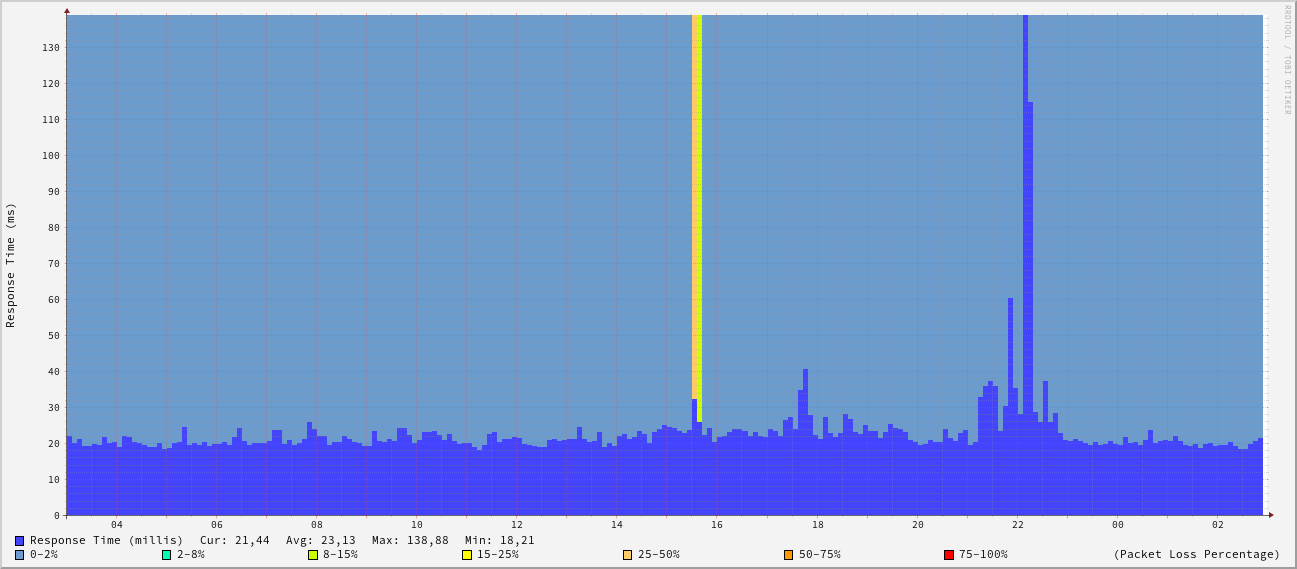 RRDTOOL / TOBI OETIKER
Response Time (ms)
130
120
110
100
90
80
70
60
50
40
30
20
10
0
04 06 08 10 12 14 16 18 20 22 00 02
Response Time (millis) Cur: 21,44 Avg: 23,13 Max: 138,88 Min: 18,21
0-2% 2-8% 8-15% 15-25% 25-50% 50-75% 75-100% (Packet Loss Percentage)